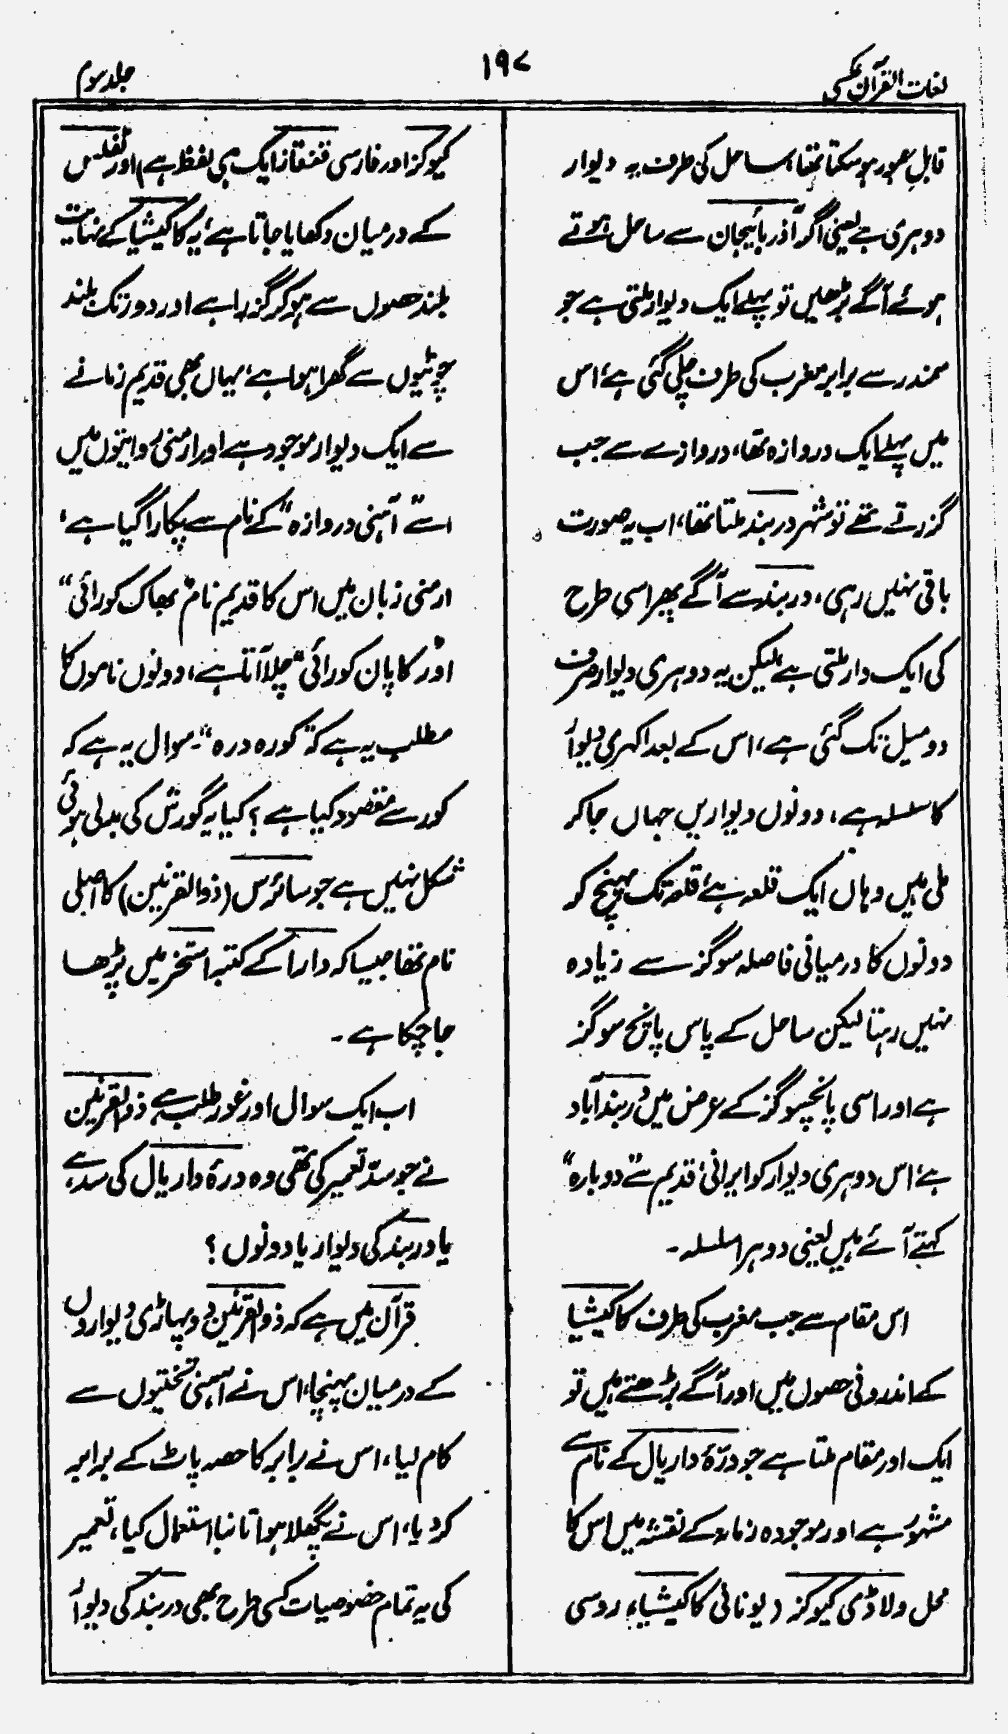 لغات القرآن عکسی
۱۹۷
جلد سوم
قابلِ عبور ہو سکتا تھا، ساحل کی طرف یہ دیوار
دوہری ہے یعنی اگر آذربائیجان سے ساحل ہوتے
ہوئے آگے بڑھیں تو پہلے ایک دیوار ملتی ہے جو
سمندر سے برابر مغرب کی طرف چلی گئی ہے، اس
میں پہلے ایک دروازہ تھا، دروازے سے جب
گزرتے تھے تو شہر دربند ملتا تھا، اب یہ صورت
باقی نہیں رہی، دربند سے آگے پھر اسی طرح
کی ایک دار ملتی ہے لیکن یہ دوہری دیوار صرف
دو میل تک گئی ہے، اس کے بعد اکہری دیوار
کا سلسلہ ہے، دونوں دیواریں جہاں جا کر
ملی ہیں وہاں ایک قلعہ ہے، قلعہ تک پہنچ کر
دونوں کا درمیانی فاصلہ سو گز سے زیادہ
نہیں رہتا لیکن ساحل کے پاس پانچ سو گز
ہے اور اسی پانچسو گز کے عرض میں دربند آباد
ہے، اس دوہری دیوار کو ایرانی قدیم سے "دوبارہ"
کہتے آئے ہیں یعنی دوہرا سلسلہ۔
اس مقام سے جب مغرب کی طرف کاکیشیا
کے اندرونی حصوں میں اور آگے بڑھتے ہیں تو
ایک اور مقام ملتا ہے جو درّۂ داریال کے نام سے
مشہور ہے اور موجودہ زمانہ کے نقشہ میں اس کا
محل ولاڈی کیوکز (یونانی کاکیشیا، روسی
کیوکز اور فارسی قفقاز ایک ہی لفظ ہے) اور ٹفلیس
کے درمیان دکھایا جاتا ہے، یہ کاکیشیا کے نہایت
بلند حصوں سے ہو کر گزرا ہے اور دور تک بلند
چوٹیوں سے گھرا ہوا ہے، یہاں بھی قدیم زمانے
سے ایک دیوار موجود ہے اور ارمنی روایتوں میں
اسے "آہنی دروازہ" کے نام سے پکارا گیا ہے،
ارمنی زبان میں اس کا قدیم نام "بھاک کورائی"
اور "کاپان کورائی" چلا آتا ہے، دونوں ناموں کا
مطلب یہ ہے کہ "کورہ درہ"۔ سوال یہ ہے کہ
کور سے مقصود کیا ہے؟ کیا یہ گورش کی بدلی ہوئی
شکل نہیں ہے جو سائرس (ذوالقرنین) کا اصلی
نام تھا جیسا کہ دارا کے کتبہ استخر میں پڑھا
جا چکا ہے۔
اب ایک سوال اور غور طلب ہے ذوالقرنین
نے جو سدّ تعمیر کی تھی وہ درۂ داریال کی سد ہے،
یا دربند کی دیوار یا دونوں؟
قرآن میں ہے کہ ذوالقرنین دو پہاڑی دیواروں
کے درمیان پہنچا، اس نے آہنی تختیوں سے
کام لیا، اس نے برابر کا حصہ پاٹ کے برابر
کر دیا، اس نے پگھلا ہوا تانبا استعمال کیا، تعمیر
کی یہ تمام خصوصیات کسی طرح بھی دربند کی دیوار